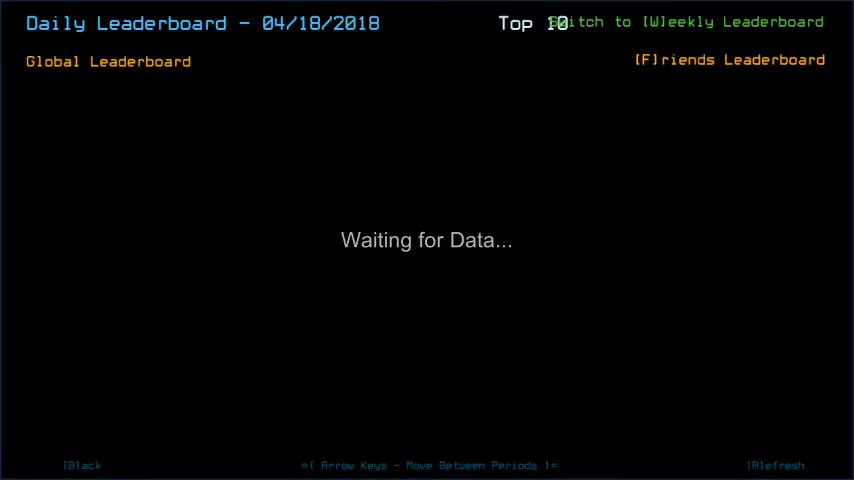 Daily Leaderboard - 04/18/2018
Top 10
Switch to [W]eekly Leaderboard
Global Leaderboard
[F]riends Leaderboard
Waiting for Data...
[B]ack
=[ Arrow Keys - Move Between Periods ]=
[R]efresh